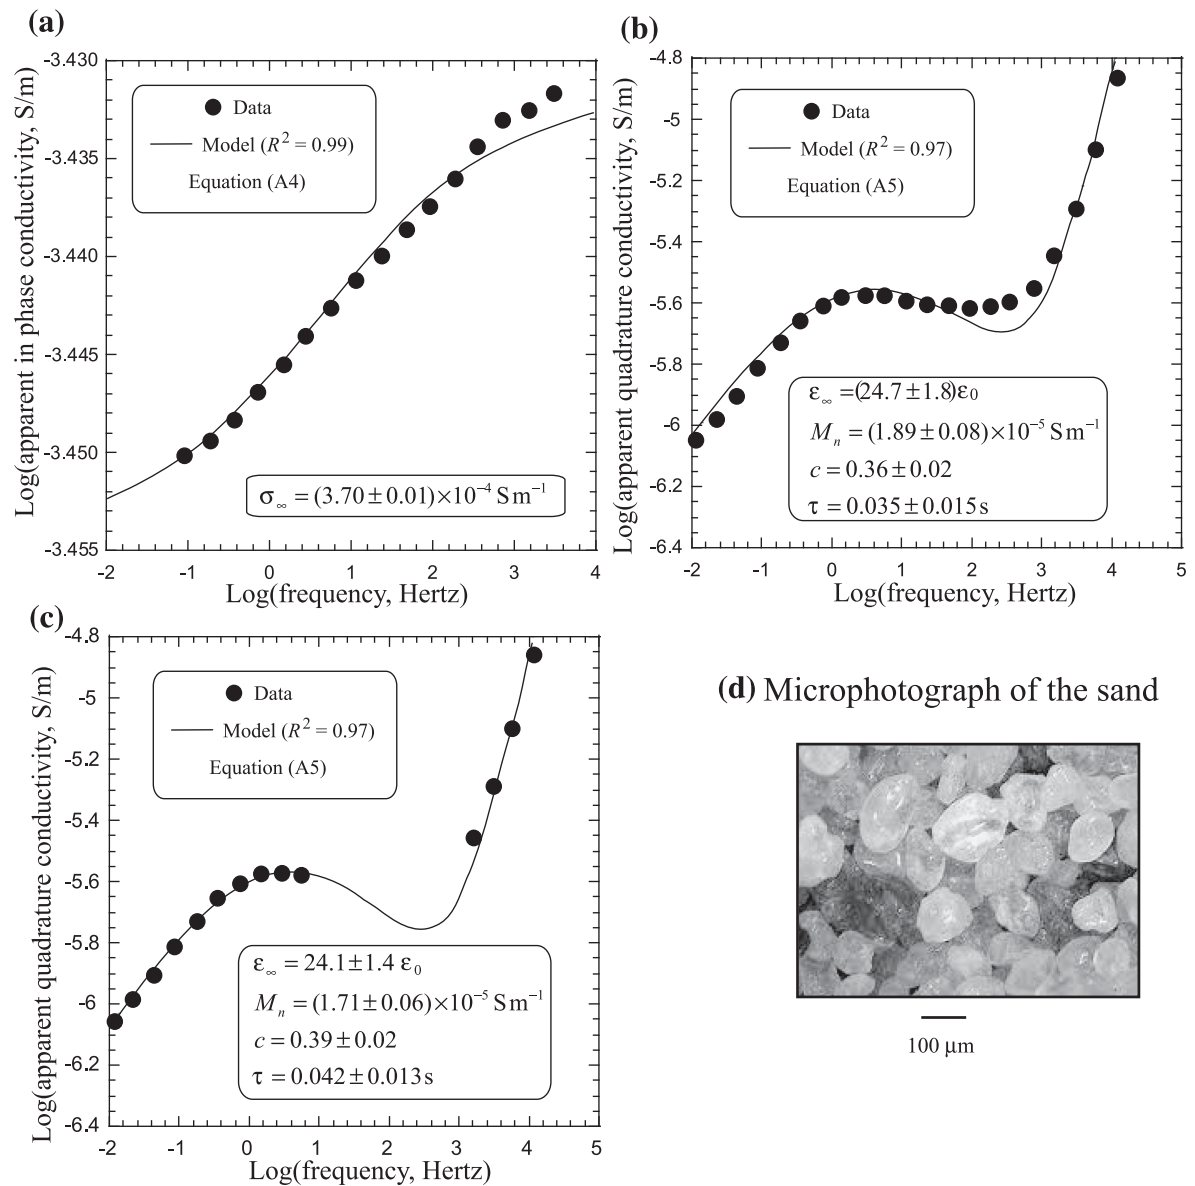 (a)
-3.430
-3.435
-3.440
-3.445
-3.450
-3.455
Log(apparent in phase conductivity, S/m)
Data
Model (R² = 0.99)
Equation (A4)
σ∞ = (3.70 ± 0.01)×10⁻⁴ S m⁻¹
-2 -1 0 1 2 3 4
Log(frequency, Hertz)
(b)
-4.8
-5
-5.2
-5.4
-5.6
-5.8
-6
-6.2
-6.4
Log(apparent quadrature conductivity, S/m)
Data
Model (R² = 0.97)
Equation (A5)
ε∞ = (24.7 ± 1.8)ε₀
Mₙ = (1.89 ± 0.08)×10⁻⁵ S m⁻¹
c = 0.36 ± 0.02
τ = 0.035 ± 0.015 s
-2 -1 0 1 2 3 4 5
Log(frequency, Hertz)
(c)
-4.8
-5
-5.2
-5.4
-5.6
-5.8
-6
-6.2
-6.4
Log(apparent quadrature conductivity, S/m)
Data
Model (R² = 0.97)
Equation (A5)
ε∞ = 24.1 ± 1.4 ε₀
Mₙ = (1.71 ± 0.06)×10⁻⁵ S m⁻¹
c = 0.39 ± 0.02
τ = 0.042 ± 0.013 s
-2 -1 0 1 2 3 4 5
Log(frequency, Hertz)
(d) Microphotograph of the sand
100 µm